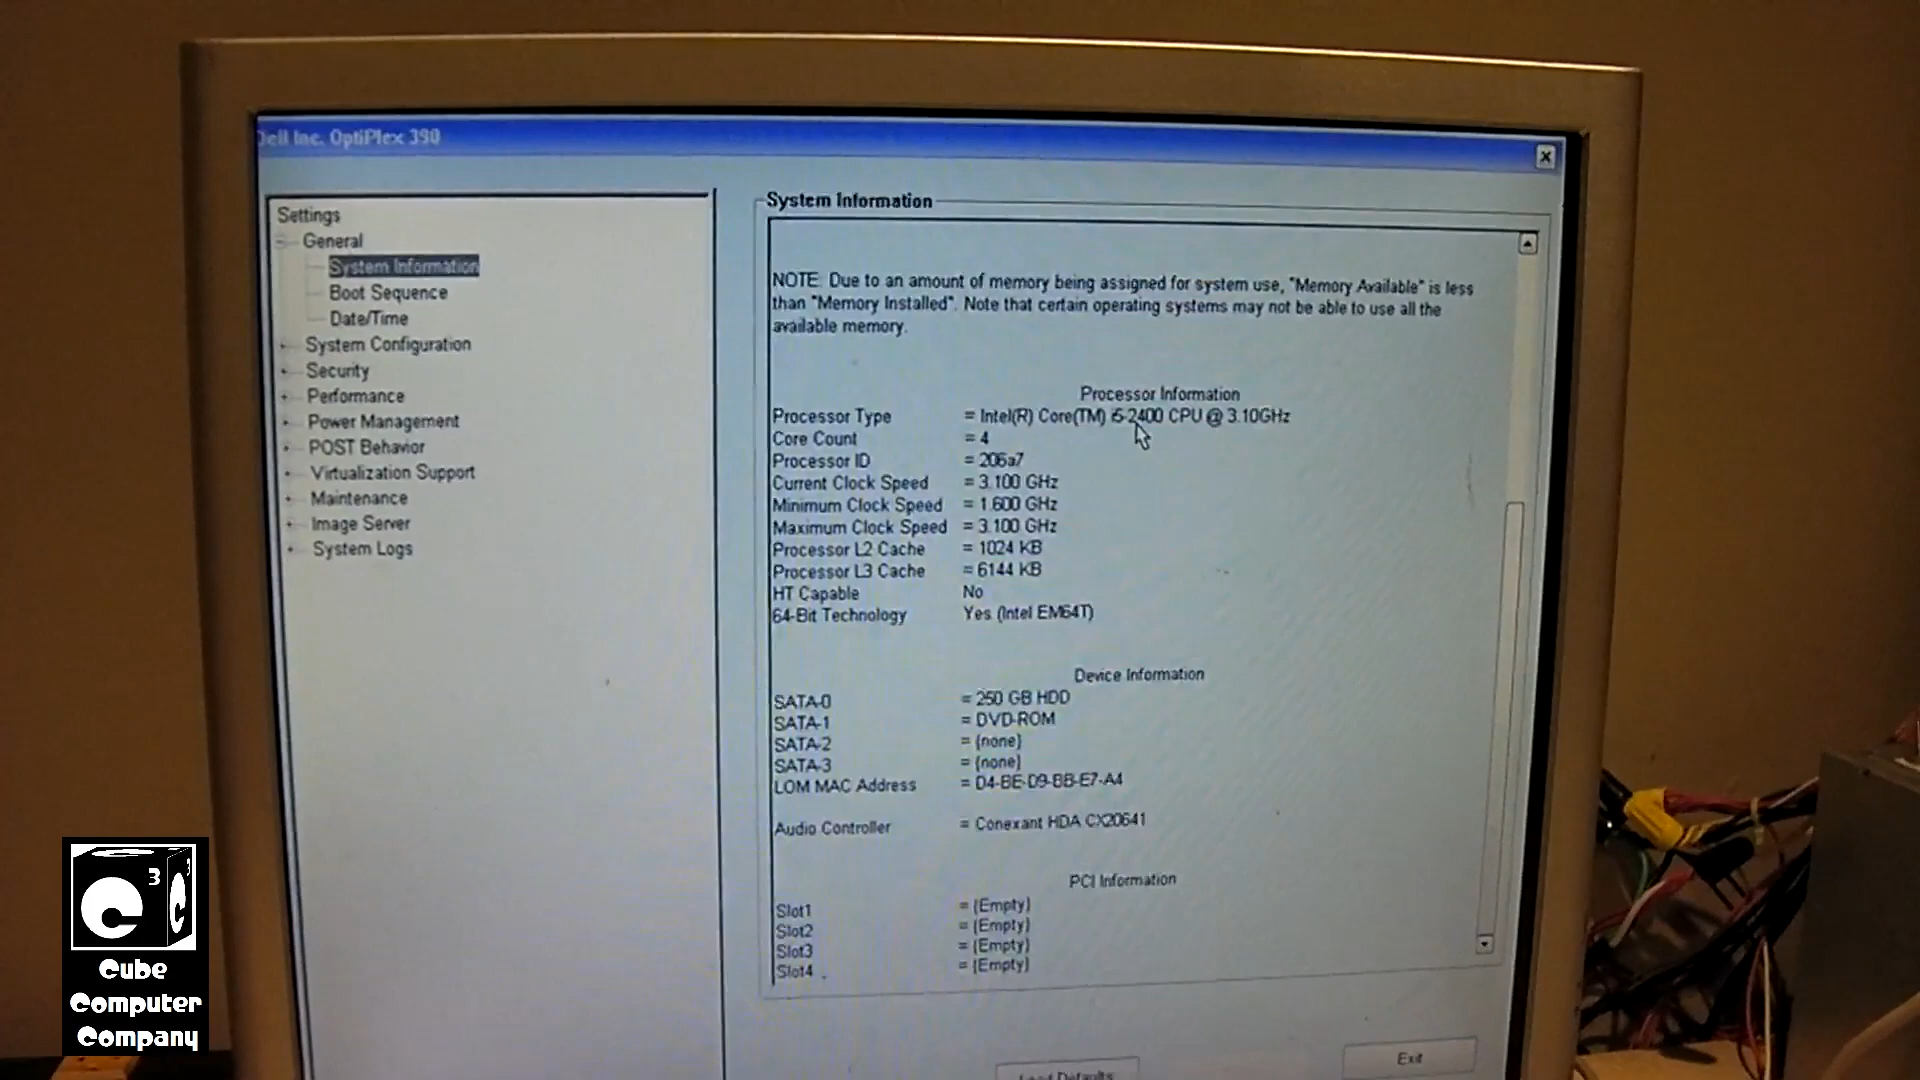 Dell Inc. OptiPlex 390
Settings
General
System Information
Boot Sequence
Date/Time
System Configuration
Security
Performance
Power Management
POST Behavior
Virtualization Support
Maintenance
Image Server
System Logs
System Information
NOTE: Due to an amount of memory being assigned for system use, "Memory Available" is less
than "Memory Installed". Note that certain operating systems may not be able to use all the
available memory.
Processor Information
Processor Type = Intel(R) Core(TM) i5-2400 CPU @ 3.10GHz
Core Count = 4
Processor ID = 206a7
Current Clock Speed = 3.100 GHz
Minimum Clock Speed = 1.600 GHz
Maximum Clock Speed = 3.100 GHz
Processor L2 Cache = 1024 KB
Processor L3 Cache = 6144 KB
HT Capable No
64-Bit Technology Yes (Intel EM64T)
Device Information
SATA-0 = 250 GB HDD
SATA-1 = DVD-ROM
SATA-2 = {none}
SATA-3 = {none}
LOM MAC Address = D4-BE-D9-BB-E7-A4
Audio Controller = Conexant HDA CX20641
PCI Information
Slot1 = {Empty}
Slot2 = {Empty}
Slot3 = {Empty}
Slot4 = {Empty}
Load Defaults
Exit
C3 C3
Cube
Computer
Company